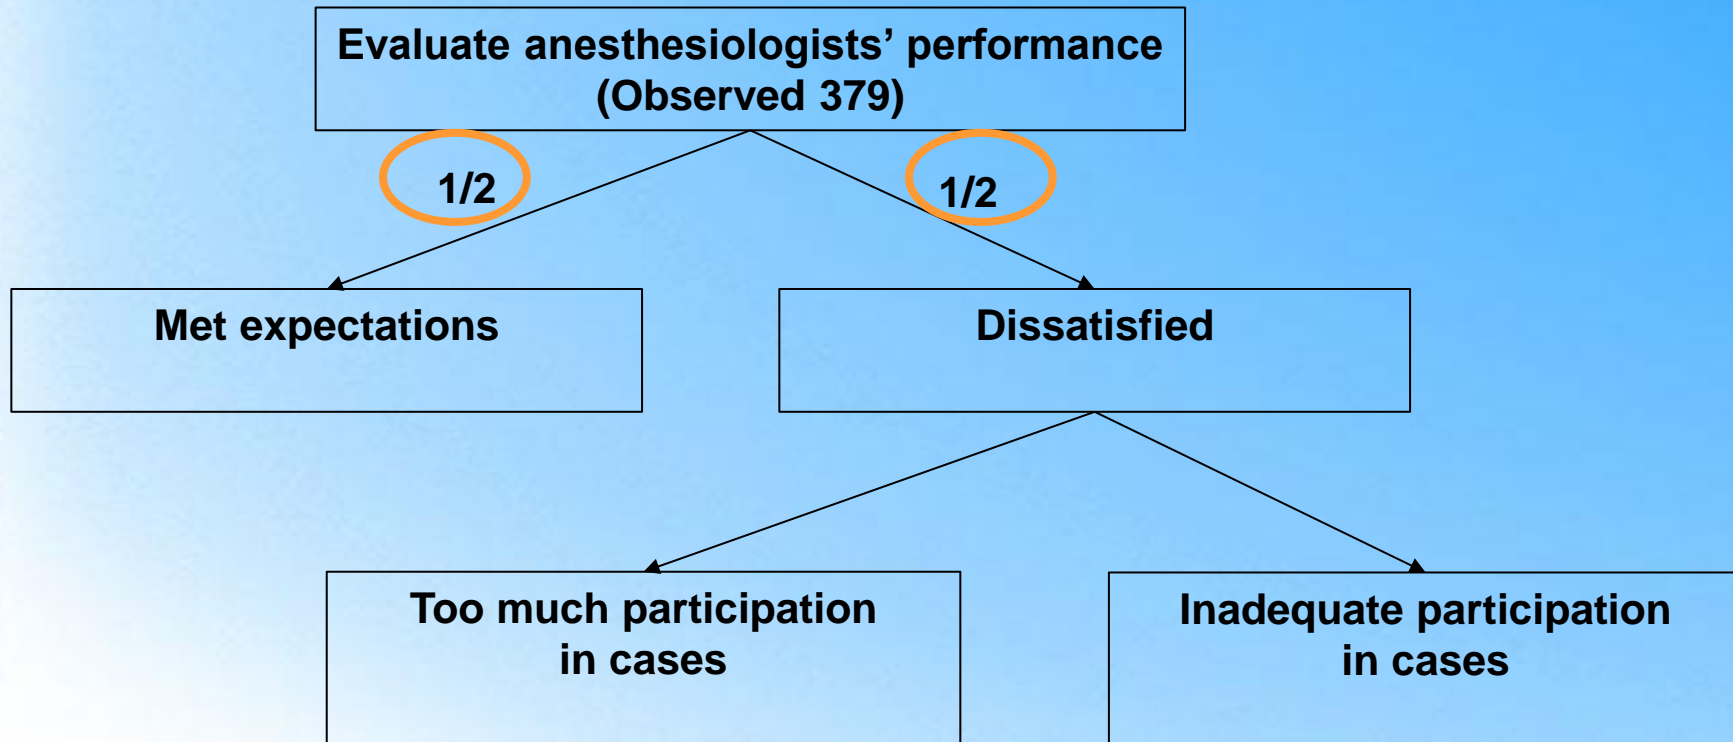 Evaluate anesthesiologists’ performance
(Observed 379)
1/2
1/2
Met expectations
Dissatisfied
Too much participation
in cases
Inadequate participation
in cases